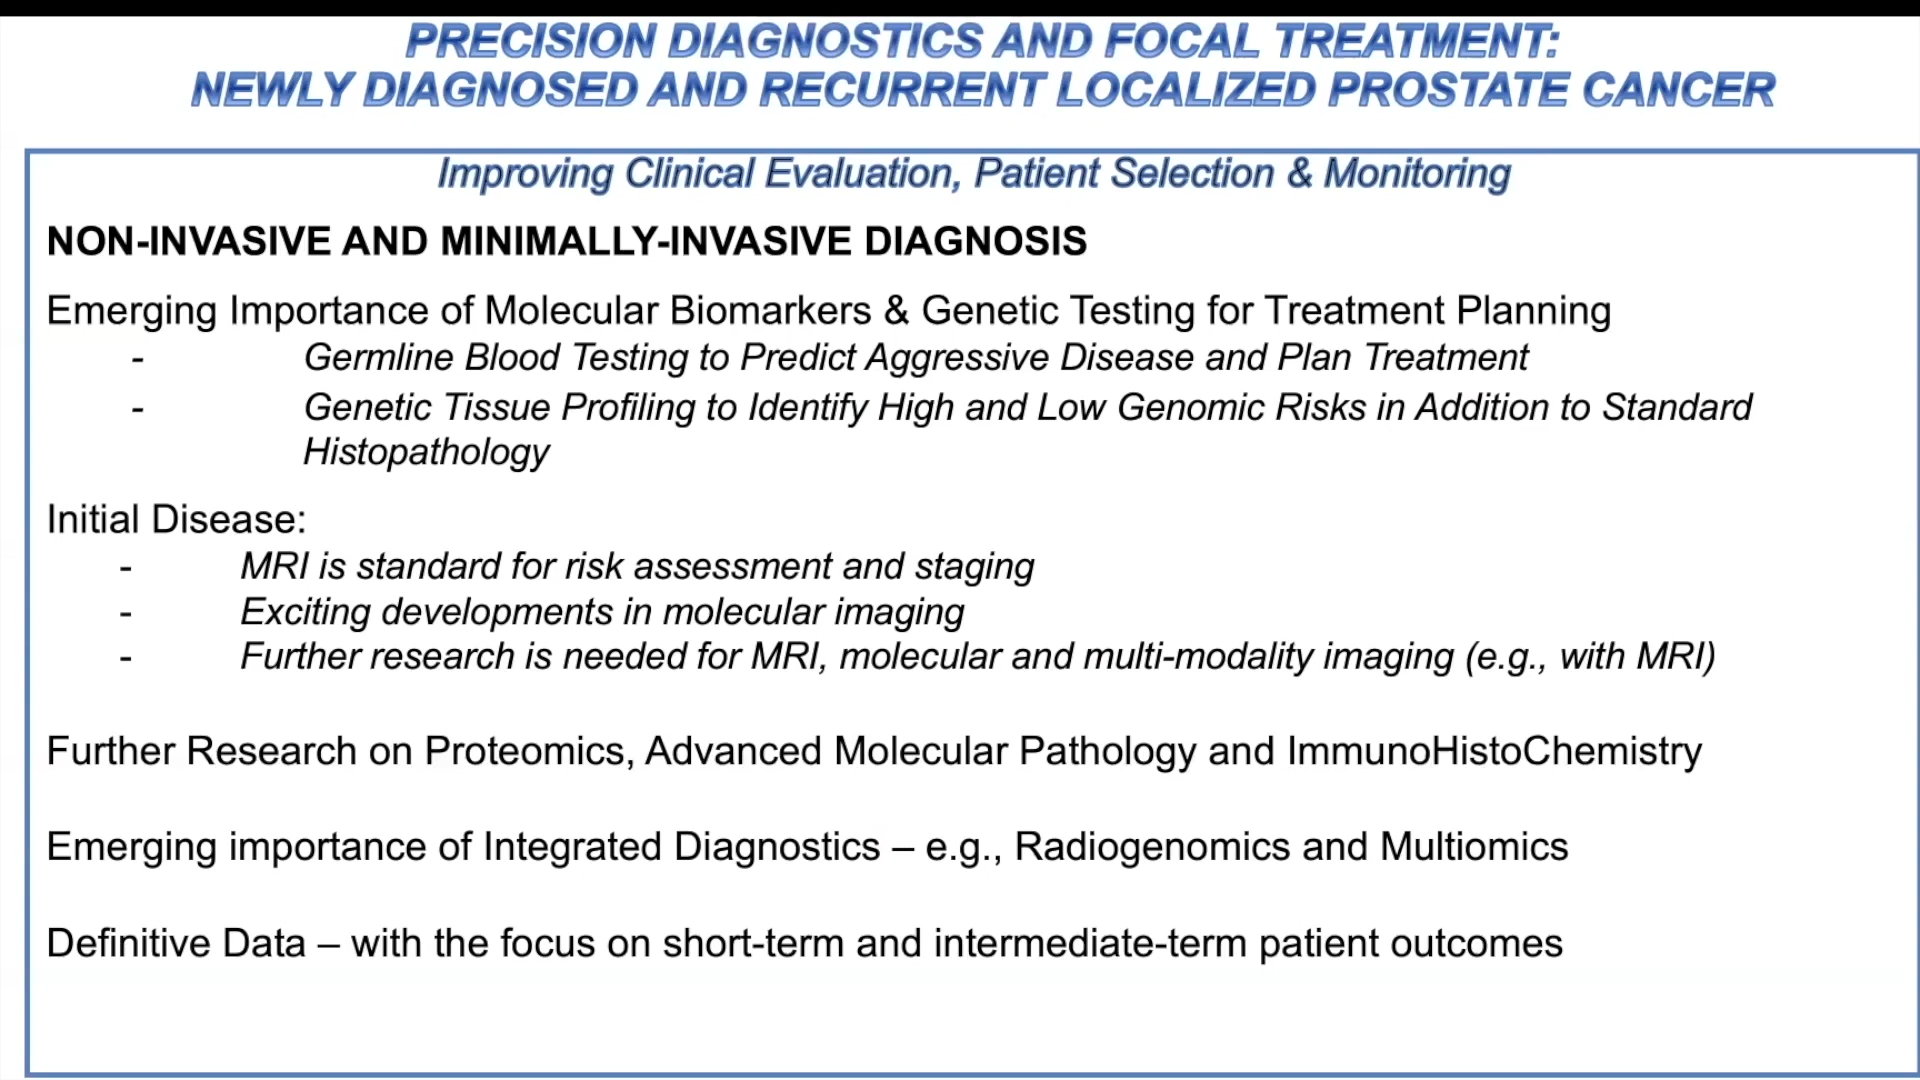 PRECISION DIAGNOSTICS AND FOCAL TREATMENT:
NEWLY DIAGNOSED AND RECURRENT LOCALIZED PROSTATE CANCER
Improving Clinical Evaluation, Patient Selection & Monitoring
NON-INVASIVE AND MINIMALLY-INVASIVE DIAGNOSIS
Emerging Importance of Molecular Biomarkers & Genetic Testing for Treatment Planning
- Germline Blood Testing to Predict Aggressive Disease and Plan Treatment
- Genetic Tissue Profiling to Identify High and Low Genomic Risks in Addition to Standard
Histopathology
Initial Disease:
- MRI is standard for risk assessment and staging
- Exciting developments in molecular imaging
- Further research is needed for MRI, molecular and multi-modality imaging (e.g., with MRI)
Further Research on Proteomics, Advanced Molecular Pathology and ImmunoHistoChemistry
Emerging importance of Integrated Diagnostics – e.g., Radiogenomics and Multiomics
Definitive Data – with the focus on short-term and intermediate-term patient outcomes